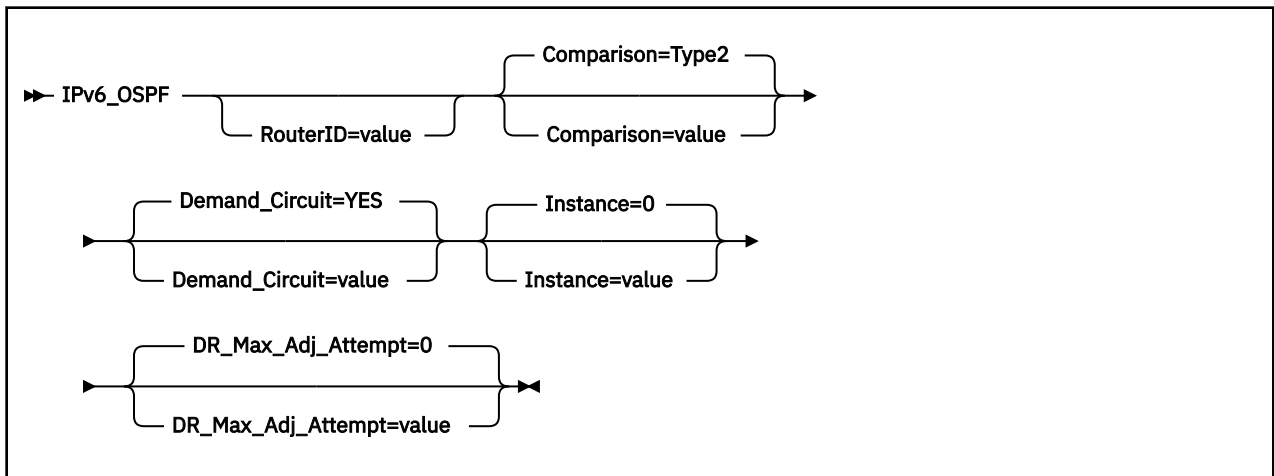 Comparison=Type2
IPv6_OSPF
RouterID=value
Comparison=value
Demand_Circuit=YES
Instance=0
Demand_Circuit=value
Instance=value
DR_Max_Adj_Attempt=0
DR_Max_Adj_Attempt=value